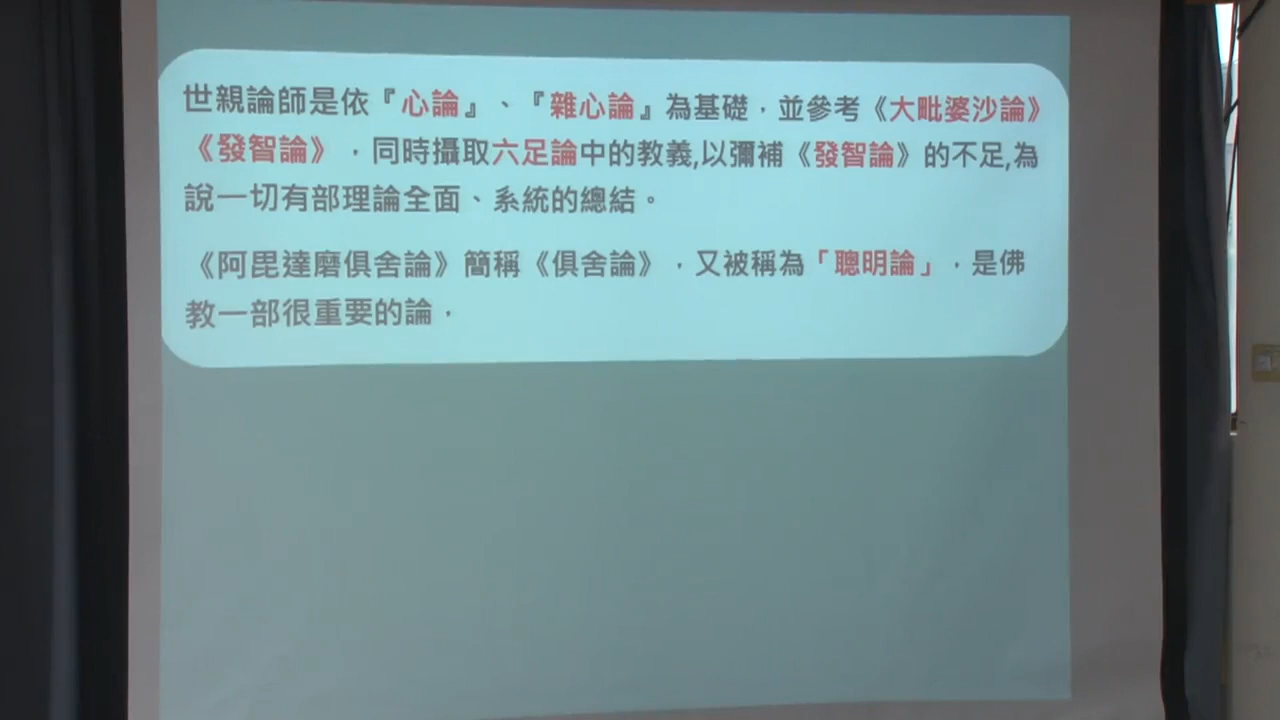 世親論師是依『心論』、『雜心論』為基礎，並參考《大毗婆沙論》
《發智論》，同時攝取六足論中的教義,以彌補《發智論》的不足,為
說一切有部理論全面、系統的總結。
《阿毘達磨俱舍論》簡稱《俱舍論》，又被稱為「聰明論」，是佛
教一部很重要的論．